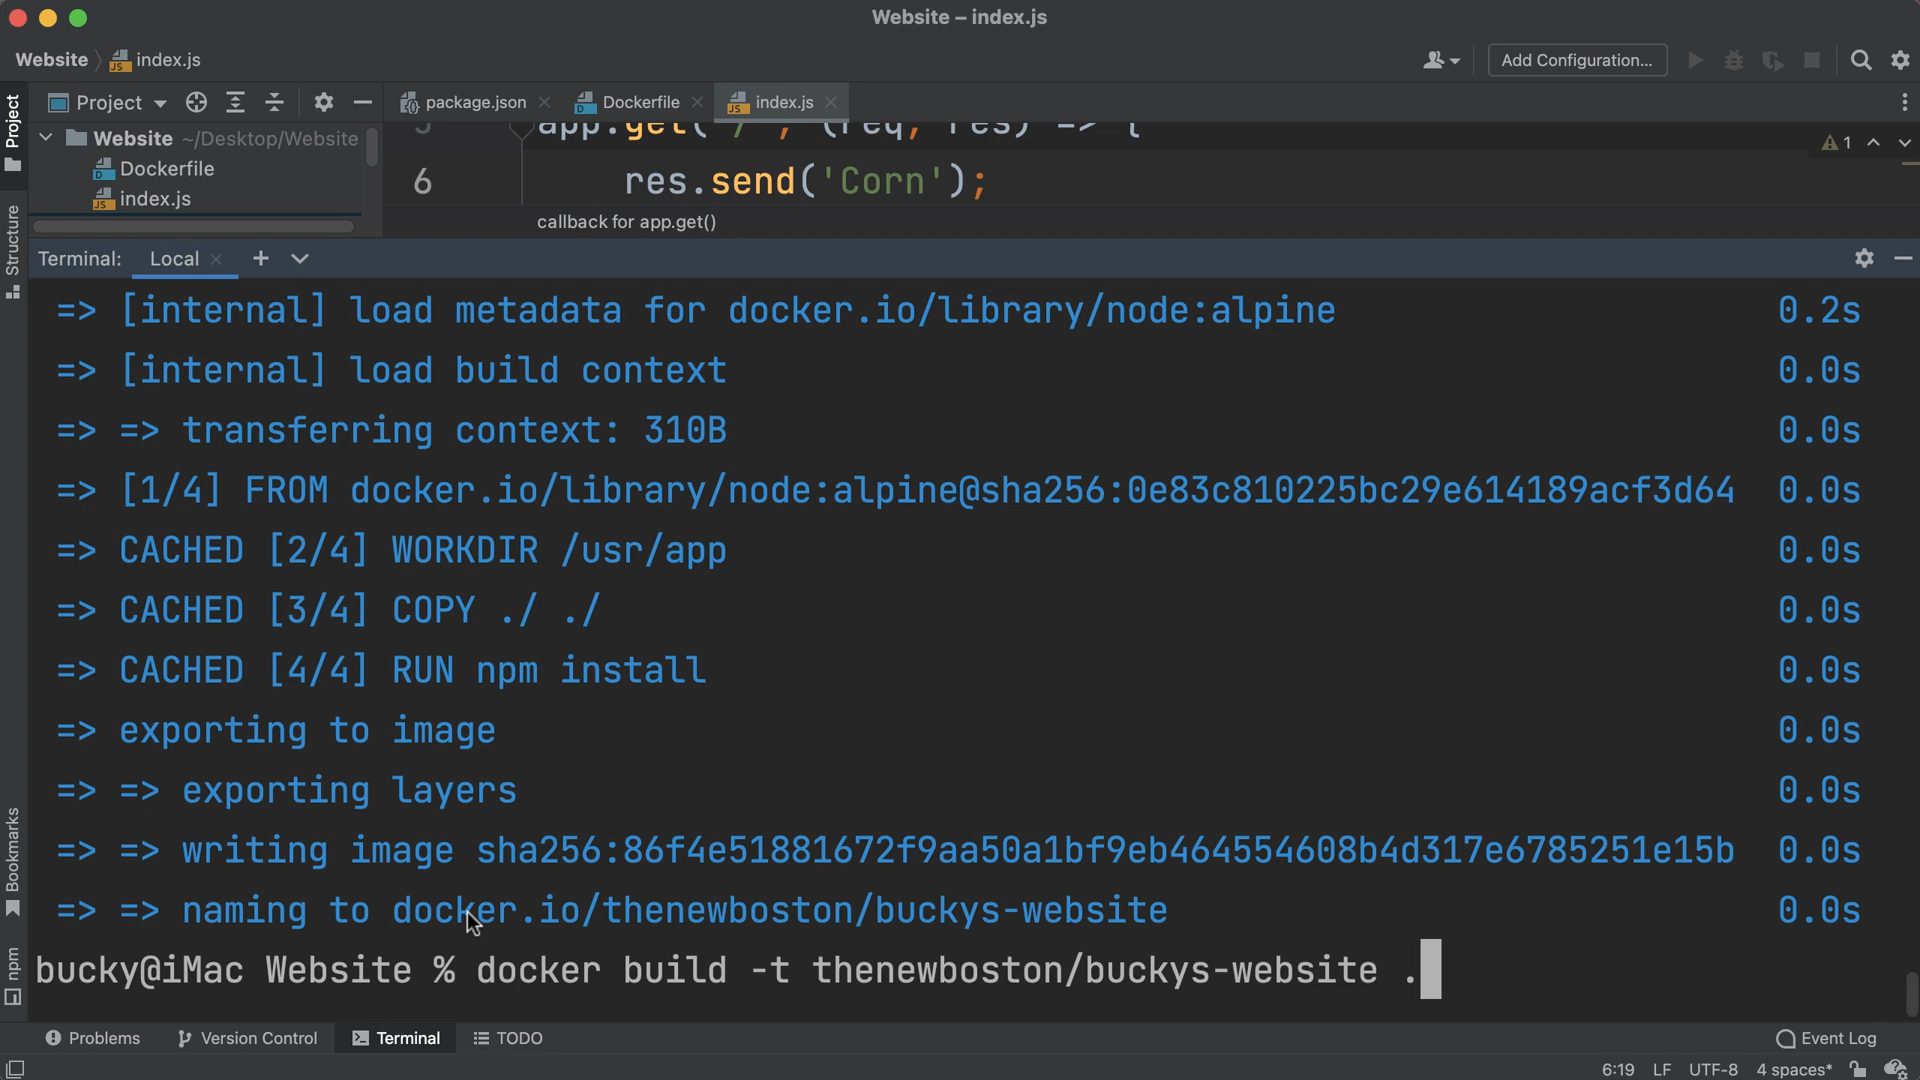 Website – index.js
Website index.js
Add Configuration...
Project
Project
package.json
Dockerfile
index.js
Website ~/Desktop/Website
Dockerfile
index.js
5 app.get('/', (req, res) => {
6 res.send('Corn');
callback for app.get()
1
Structure
Terminal: Local
=> [internal] load metadata for docker.io/library/node:alpine 0.2s
=> [internal] load build context 0.0s
=> => transferring context: 310B 0.0s
=> [1/4] FROM docker.io/library/node:alpine@sha256:0e83c810225bc29e614189acf3d64 0.0s
=> CACHED [2/4] WORKDIR /usr/app 0.0s
=> CACHED [3/4] COPY ./ ./ 0.0s
=> CACHED [4/4] RUN npm install 0.0s
=> exporting to image 0.0s
=> => exporting layers 0.0s
=> => writing image sha256:86f4e51881672f9aa50a1bf9eb464554608b4d317e6785251e15b 0.0s
=> => naming to docker.io/thenewboston/buckys-website 0.0s
bucky@iMac Website % docker build -t thenewboston/buckys-website .
Bookmarks
npm
Problems
Version Control
Terminal
TODO
Event Log
6:19 LF UTF-8 4 spaces*